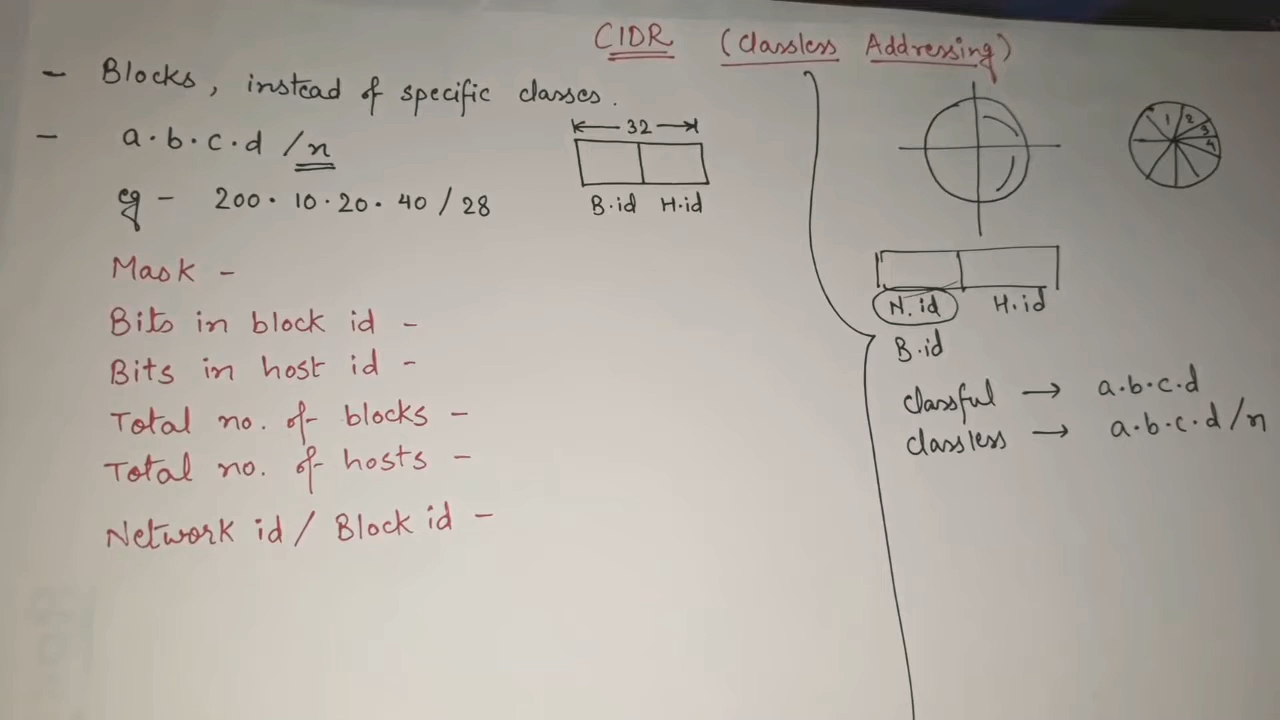 CIDR (Classless Addressing)
- Blocks, instead of specific classes.
- a.b.c.d /n
eg - 200.10.20.40/28
32
B.id H.id
Mask -
Bits in block id -
Bits in host id -
Total no. of blocks -
Total no. of hosts -
Network id / Block id -
1 2 3 4
N.id H.id
B.id
classful → a.b.c.d
classless → a.b.c.d/n